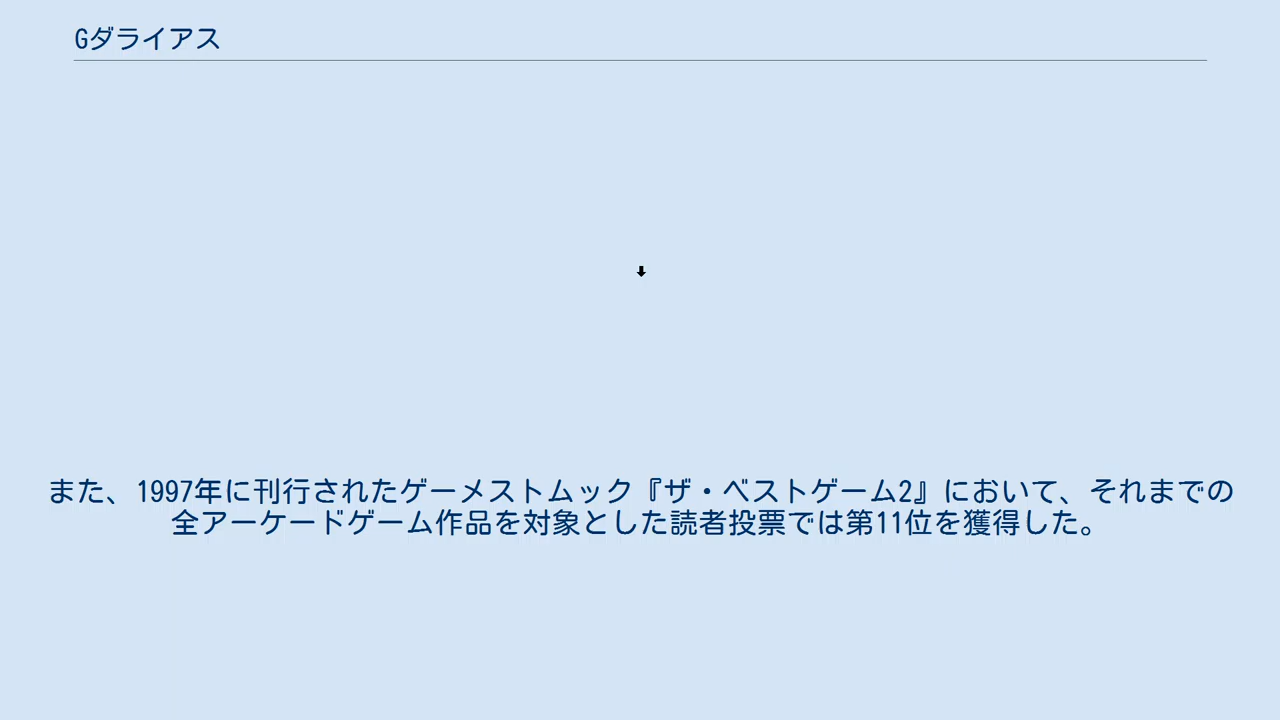 Gダライアス
また、1997年に刊行されたゲーメストムック『ザ・ベストゲーム2』において、それまでの
全アーケードゲーム作品を対象とした読者投票では第11位を獲得した。